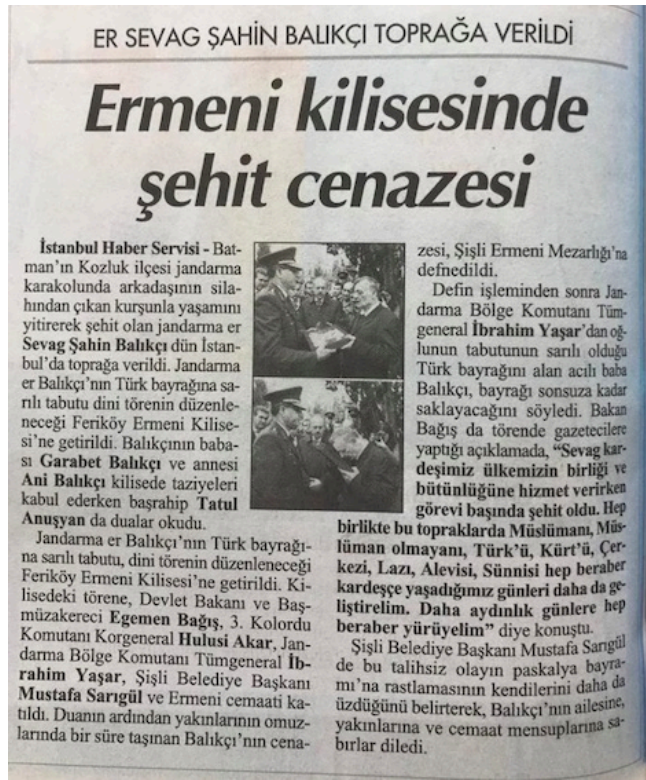 ER SEVAG ŞAHİN BALIKÇI TOPRAĞA VERİLDİ
Ermeni kilisesinde
şehit cenazesi
İstanbul Haber Servisi - Bat-
man'ın Kozluk ilçesi jandarma
karakolunda arkadaşının sila-
hından çıkan kurşunla yaşamını
yitirerek şehit olan jandarma er
Sevag Şahin Balıkçı dün İstan-
bul'da toprağa verildi. Jandarma
er Balıkçı'nın Türk bayrağına sa-
rılı tabutu dini törenin düzenle-
neceği Feriköy Ermeni Kilise-
si'ne getirildi. Balıkçının baba-
sı Garabet Balıkçı ve annesi
Ani Balıkçı kilisede taziyeleri
kabul ederken başrahip Tatul
Anuşyan da dualar okudu.
Jandarma er Balıkçı'nın Türk bayrağı-
na sarılı tabutu, dini törenin düzenleneceği
Feriköy Ermeni Kilisesi'ne getirildi. Ki-
lisedeki törene, Devlet Bakanı ve Baş-
müzakereci Egemen Bağış, 3. Kolordu
Komutanı Korgeneral Hulusi Akar, Jan-
darma Bölge Komutanı Tümgeneral İb-
rahim Yaşar, Şişli Belediye Başkanı
Mustafa Sarıgül ve Ermeni cemaati ka-
tıldı. Duanın ardından yakınlarının omuz-
larında bir süre taşınan Balıkçı'nın cena-
zesi, Şişli Ermeni Mezarlığı'na
defnedildi.
Defin işleminden sonra Jan-
darma Bölge Komutanı Tüm-
general İbrahim Yaşar'dan oğ-
lunun tabutunun sarılı olduğu
Türk bayrağını alan acılı baba
Balıkçı, bayrağı sonsuza kadar
saklayacağını söyledi. Bakan
Bağış da törende gazetecilere
yaptığı açıklamada, "Sevag kar-
deşimiz ülkemizin birliği ve
bütünlüğüne hizmet verirken
görevi başında şehit oldu. Hep
birlikte bu topraklarda Müslümanı, Müs-
lüman olmayanı, Türk'ü, Kürt'ü, Çer-
kezi, Lazı, Alevisi, Sünnisi hep beraber
kardeşçe yaşadığımız günleri daha da ge-
liştirelim. Daha aydınlık günlere hep
beraber yürüyelim" diye konuştu.
Şişli Belediye Başkanı Mustafa Sarıgül
de bu talihsiz olayın paskalya bayra-
mı'na rastlamasının kendilerini daha da
üzdüğünü belirterek, Balıkçı'nın ailesine,
yakınlarına ve cemaat mensuplarına sa-
bırlar diledi.